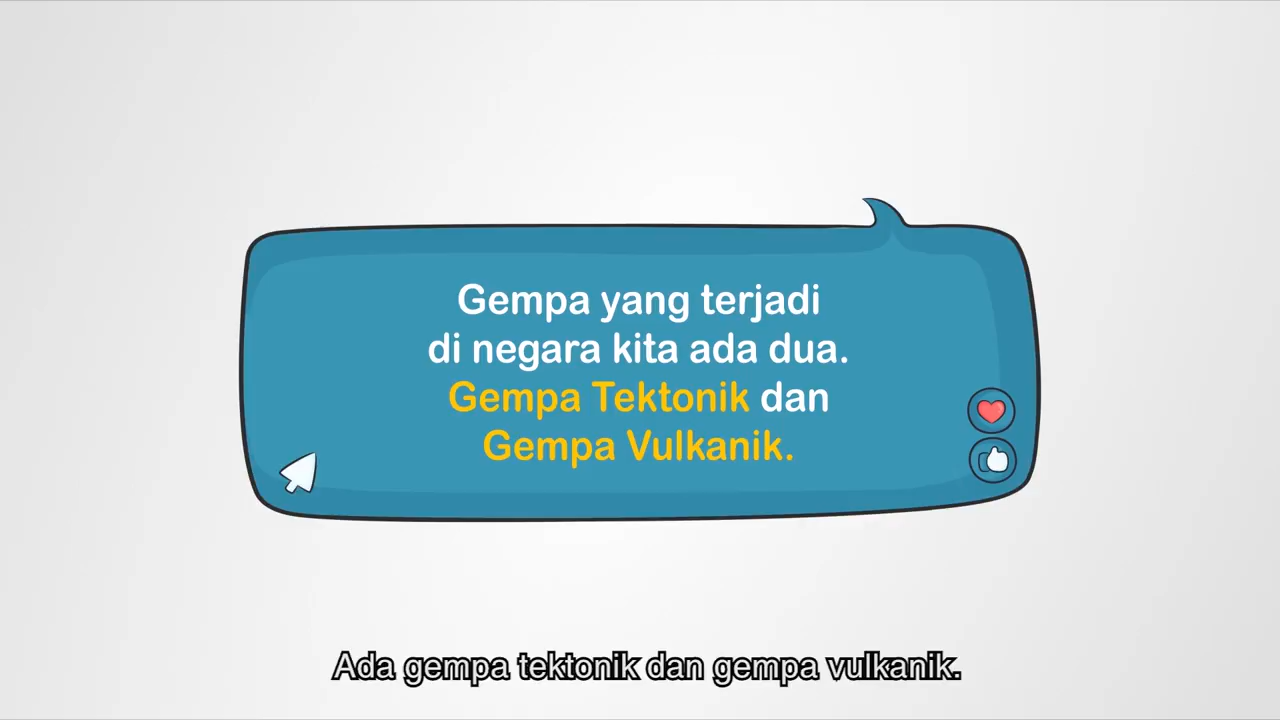 Gempa yang terjadi
di negara kita ada dua.
Gempa Tektonik dan
Gempa Vulkanik.
Ada gempa tektonik dan gempa vulkanik.